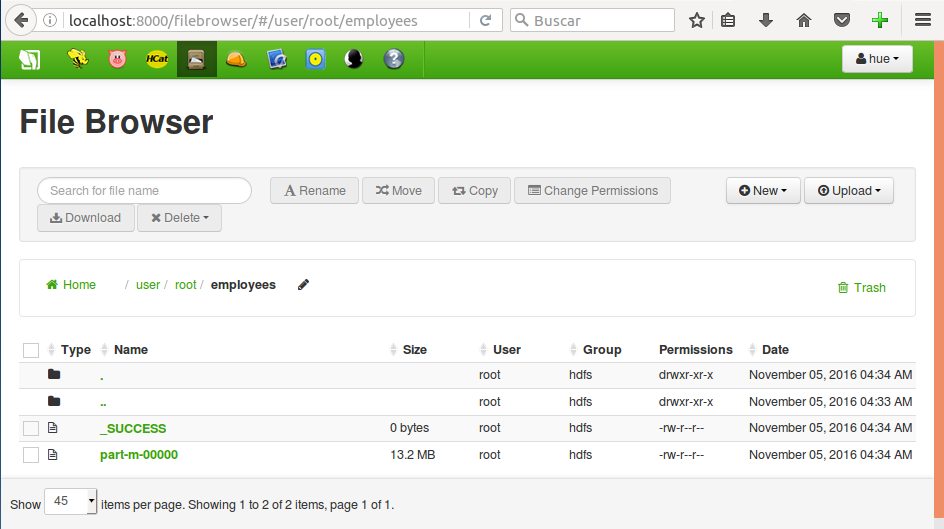 localhost:8000/filebrowser/#/user/root/employees Buscar
HCat ? hue
File Browser
Search for file name Rename Move Copy Change Permissions New Upload
Download Delete
Home / user / root / employees Trash
Type Name Size User Group Permissions Date
. root hdfs drwxr-xr-x November 05, 2016 04:34 AM
.. root hdfs drwxr-xr-x November 05, 2016 04:33 AM
_SUCCESS 0 bytes root hdfs -rw-r--r-- November 05, 2016 04:34 AM
part-m-00000 13.2 MB root hdfs -rw-r--r-- November 05, 2016 04:34 AM
Show 45 items per page. Showing 1 to 2 of 2 items, page 1 of 1.